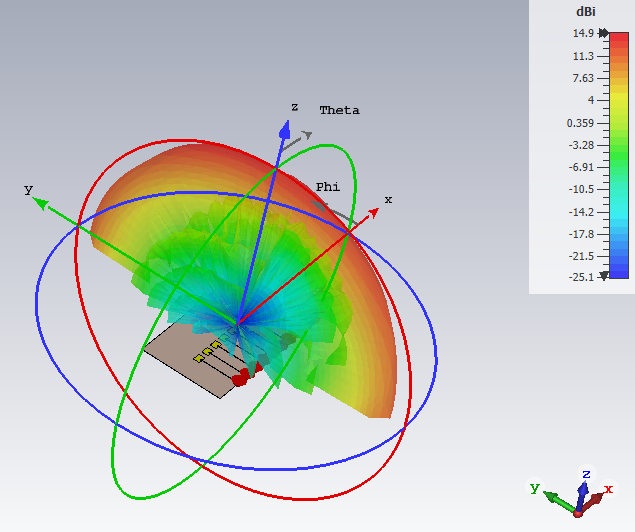 dBi
14.9
11.3
7.63
4
0.359
-3.28
-6.91
-10.5
-14.2
-17.8
-21.5
-25.1
z
Theta
Phi
y
x
z
y
x